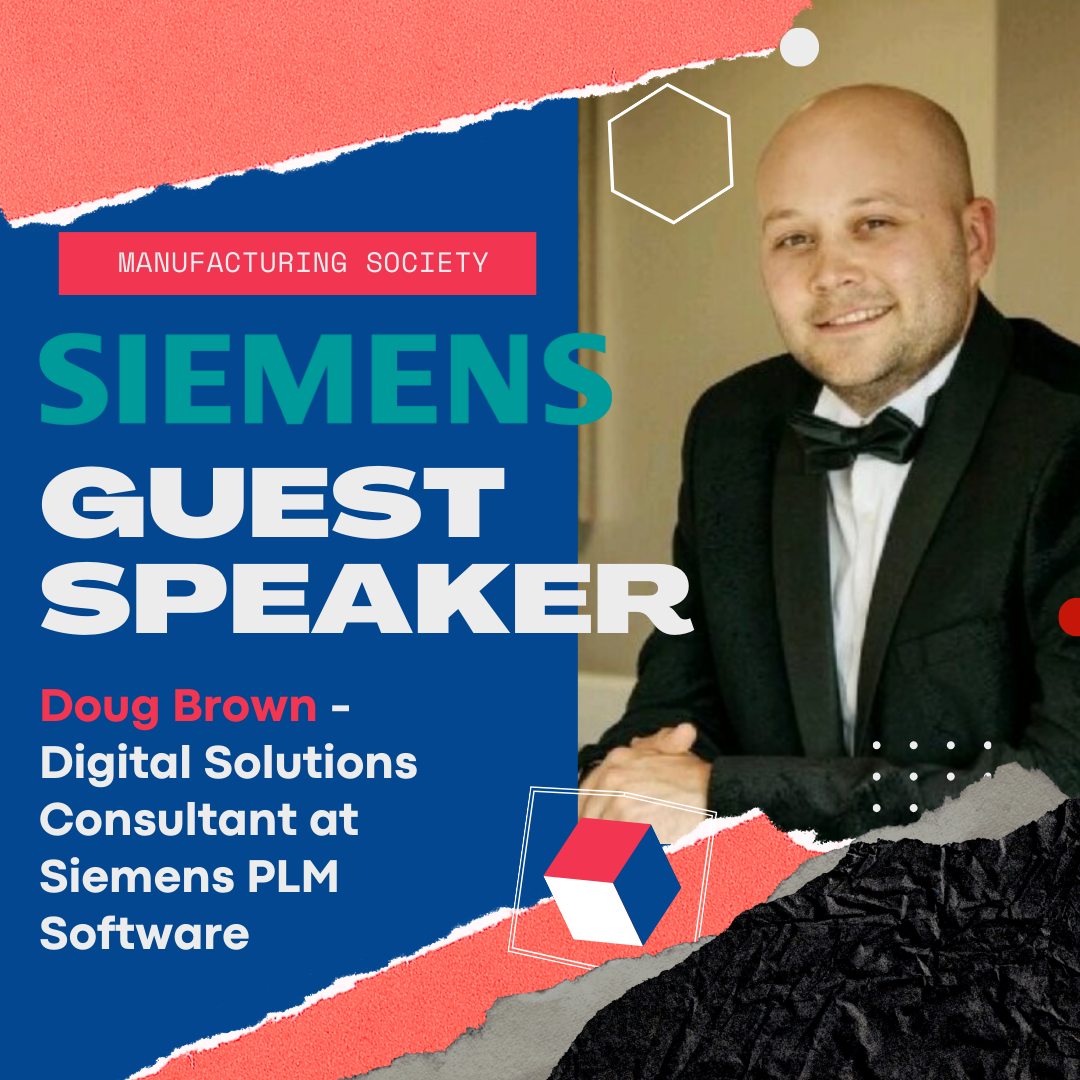 MANUFACTURING SOCIETY
SIEMENS
GUEST
SPEAKER
Doug Brown -
Digital Solutions
Consultant at
Siemens PLM
Software